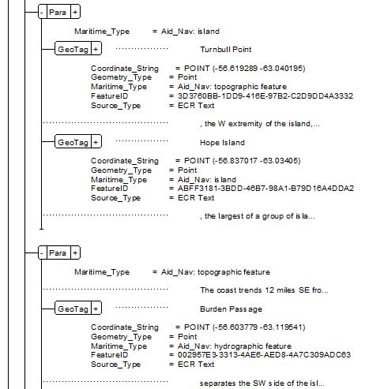 - Para +
Maritime_Type = Aid_Nav: island
GeoTag + Turnbull Point
Coordinate_String = POINT (-56.619289 -63.040195)
Geometry_Type = Point
Maritime_Type = Aid_Nav: topographic feature
FeatureID = 3D3760BB-1DD9-416E-97B2-C2D9DD4A3332
Source_Type = ECR Text
, the W extremity of the island,...
GeoTag + Hope Island
Coordinate_String = POINT (-56.837017 -63.03405)
Geometry_Type = Point
Maritime_Type = Aid_Nav: island
FeatureID = ABFF3181-3BDD-46B7-98A1-B79D16A4DDA2
Source_Type = ECR Text
, the largest of a group of isla...
- Para +
Maritime_Type = Aid_Nav: topographic feature
The coast trends 12 miles SE fro...
GeoTag + Burden Passage
Coordinate_String = POINT (-56.603779 -63.119541)
Geometry_Type = Point
Maritime_Type = Aid_Nav: hydrographic feature
FeatureID = 002957E3-3313-4AE6-AED8-4A7C309ADC63
Source_Type = ECR Text
separates the SW side of the isl...